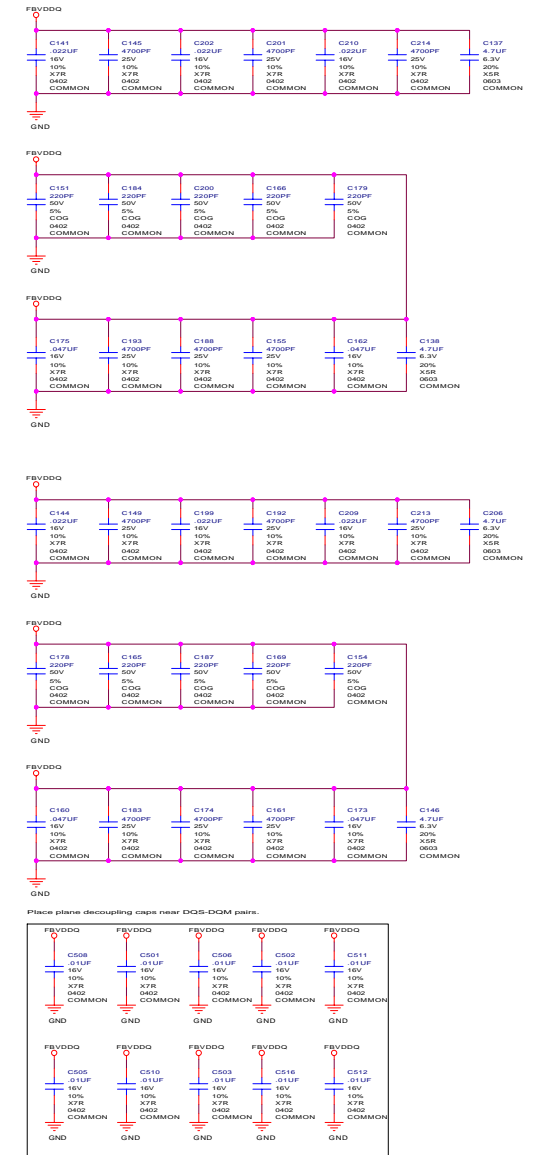 FBVDDQ
C141 C145 C202 C201 C210 C214 C137
.022UF 4700PF .022UF 4700PF .022UF 4700PF 4.7UF
16V 25V 16V 25V 16V 25V 6.3V
10% 10% 10% 10% 10% 10% 20%
X7R X7R X7R X7R X7R X7R X5R
0402 0402 0402 0402 0402 0402 0603
COMMON COMMON COMMON COMMON COMMON COMMON COMMON
GND
FBVDDQ
C151 C184 C200 C166 C179
220PF 220PF 220PF 220PF 220PF
50V 50V 50V 50V 50V
5% 5% 5% 5% 5%
COG COG COG COG COG
0402 0402 0402 0402 0402
COMMON COMMON COMMON COMMON COMMON
GND
FBVDDQ
C175 C193 C188 C155 C162 C138
.047UF 4700PF 4700PF 4700PF .047UF 4.7UF
16V 25V 25V 25V 16V 6.3V
10% 10% 10% 10% 10% 20%
X7R X7R X7R X7R X7R X5R
0402 0402 0402 0402 0402 0603
COMMON COMMON COMMON COMMON COMMON COMMON
GND
FBVDDQ
C144 C149 C199 C192 C209 C213 C206
.022UF 4700PF .022UF 4700PF .022UF 4700PF 4.7UF
16V 25V 16V 25V 16V 25V 6.3V
10% 10% 10% 10% 10% 10% 20%
X7R X7R X7R X7R X7R X7R X5R
0402 0402 0402 0402 0402 0402 0603
COMMON COMMON COMMON COMMON COMMON COMMON COMMON
GND
FBVDDQ
C178 C165 C187 C169 C154
220PF 220PF 220PF 220PF 220PF
50V 50V 50V 50V 50V
5% 5% 5% 5% 5%
COG COG COG COG COG
0402 0402 0402 0402 0402
COMMON COMMON COMMON COMMON COMMON
GND
FBVDDQ
C160 C183 C174 C161 C173 C146
.047UF 4700PF 4700PF 4700PF .047UF 4.7UF
16V 25V 25V 25V 16V 6.3V
10% 10% 10% 10% 10% 20%
X7R X7R X7R X7R X7R X5R
0402 0402 0402 0402 0402 0603
COMMON COMMON COMMON COMMON COMMON COMMON
GND
Place plane decoupling caps near DQS-DQM pairs.
FBVDDQ FBVDDQ FBVDDQ FBVDDQ FBVDDQ
C508 C501 C506 C502 C511
.01UF .01UF .01UF .01UF .01UF
16V 16V 16V 16V 16V
10% 10% 10% 10% 10%
X7R X7R X7R X7R X7R
0402 0402 0402 0402 0402
COMMON COMMON COMMON COMMON COMMON
GND GND GND GND GND
FBVDDQ FBVDDQ FBVDDQ FBVDDQ FBVDDQ
C505 C510 C503 C516 C512
.01UF .01UF .01UF .01UF .01UF
16V 16V 16V 16V 16V
10% 10% 10% 10% 10%
X7R X7R X7R X7R X7R
0402 0402 0402 0402 0402
COMMON COMMON COMMON COMMON COMMON
GND GND GND GND GND